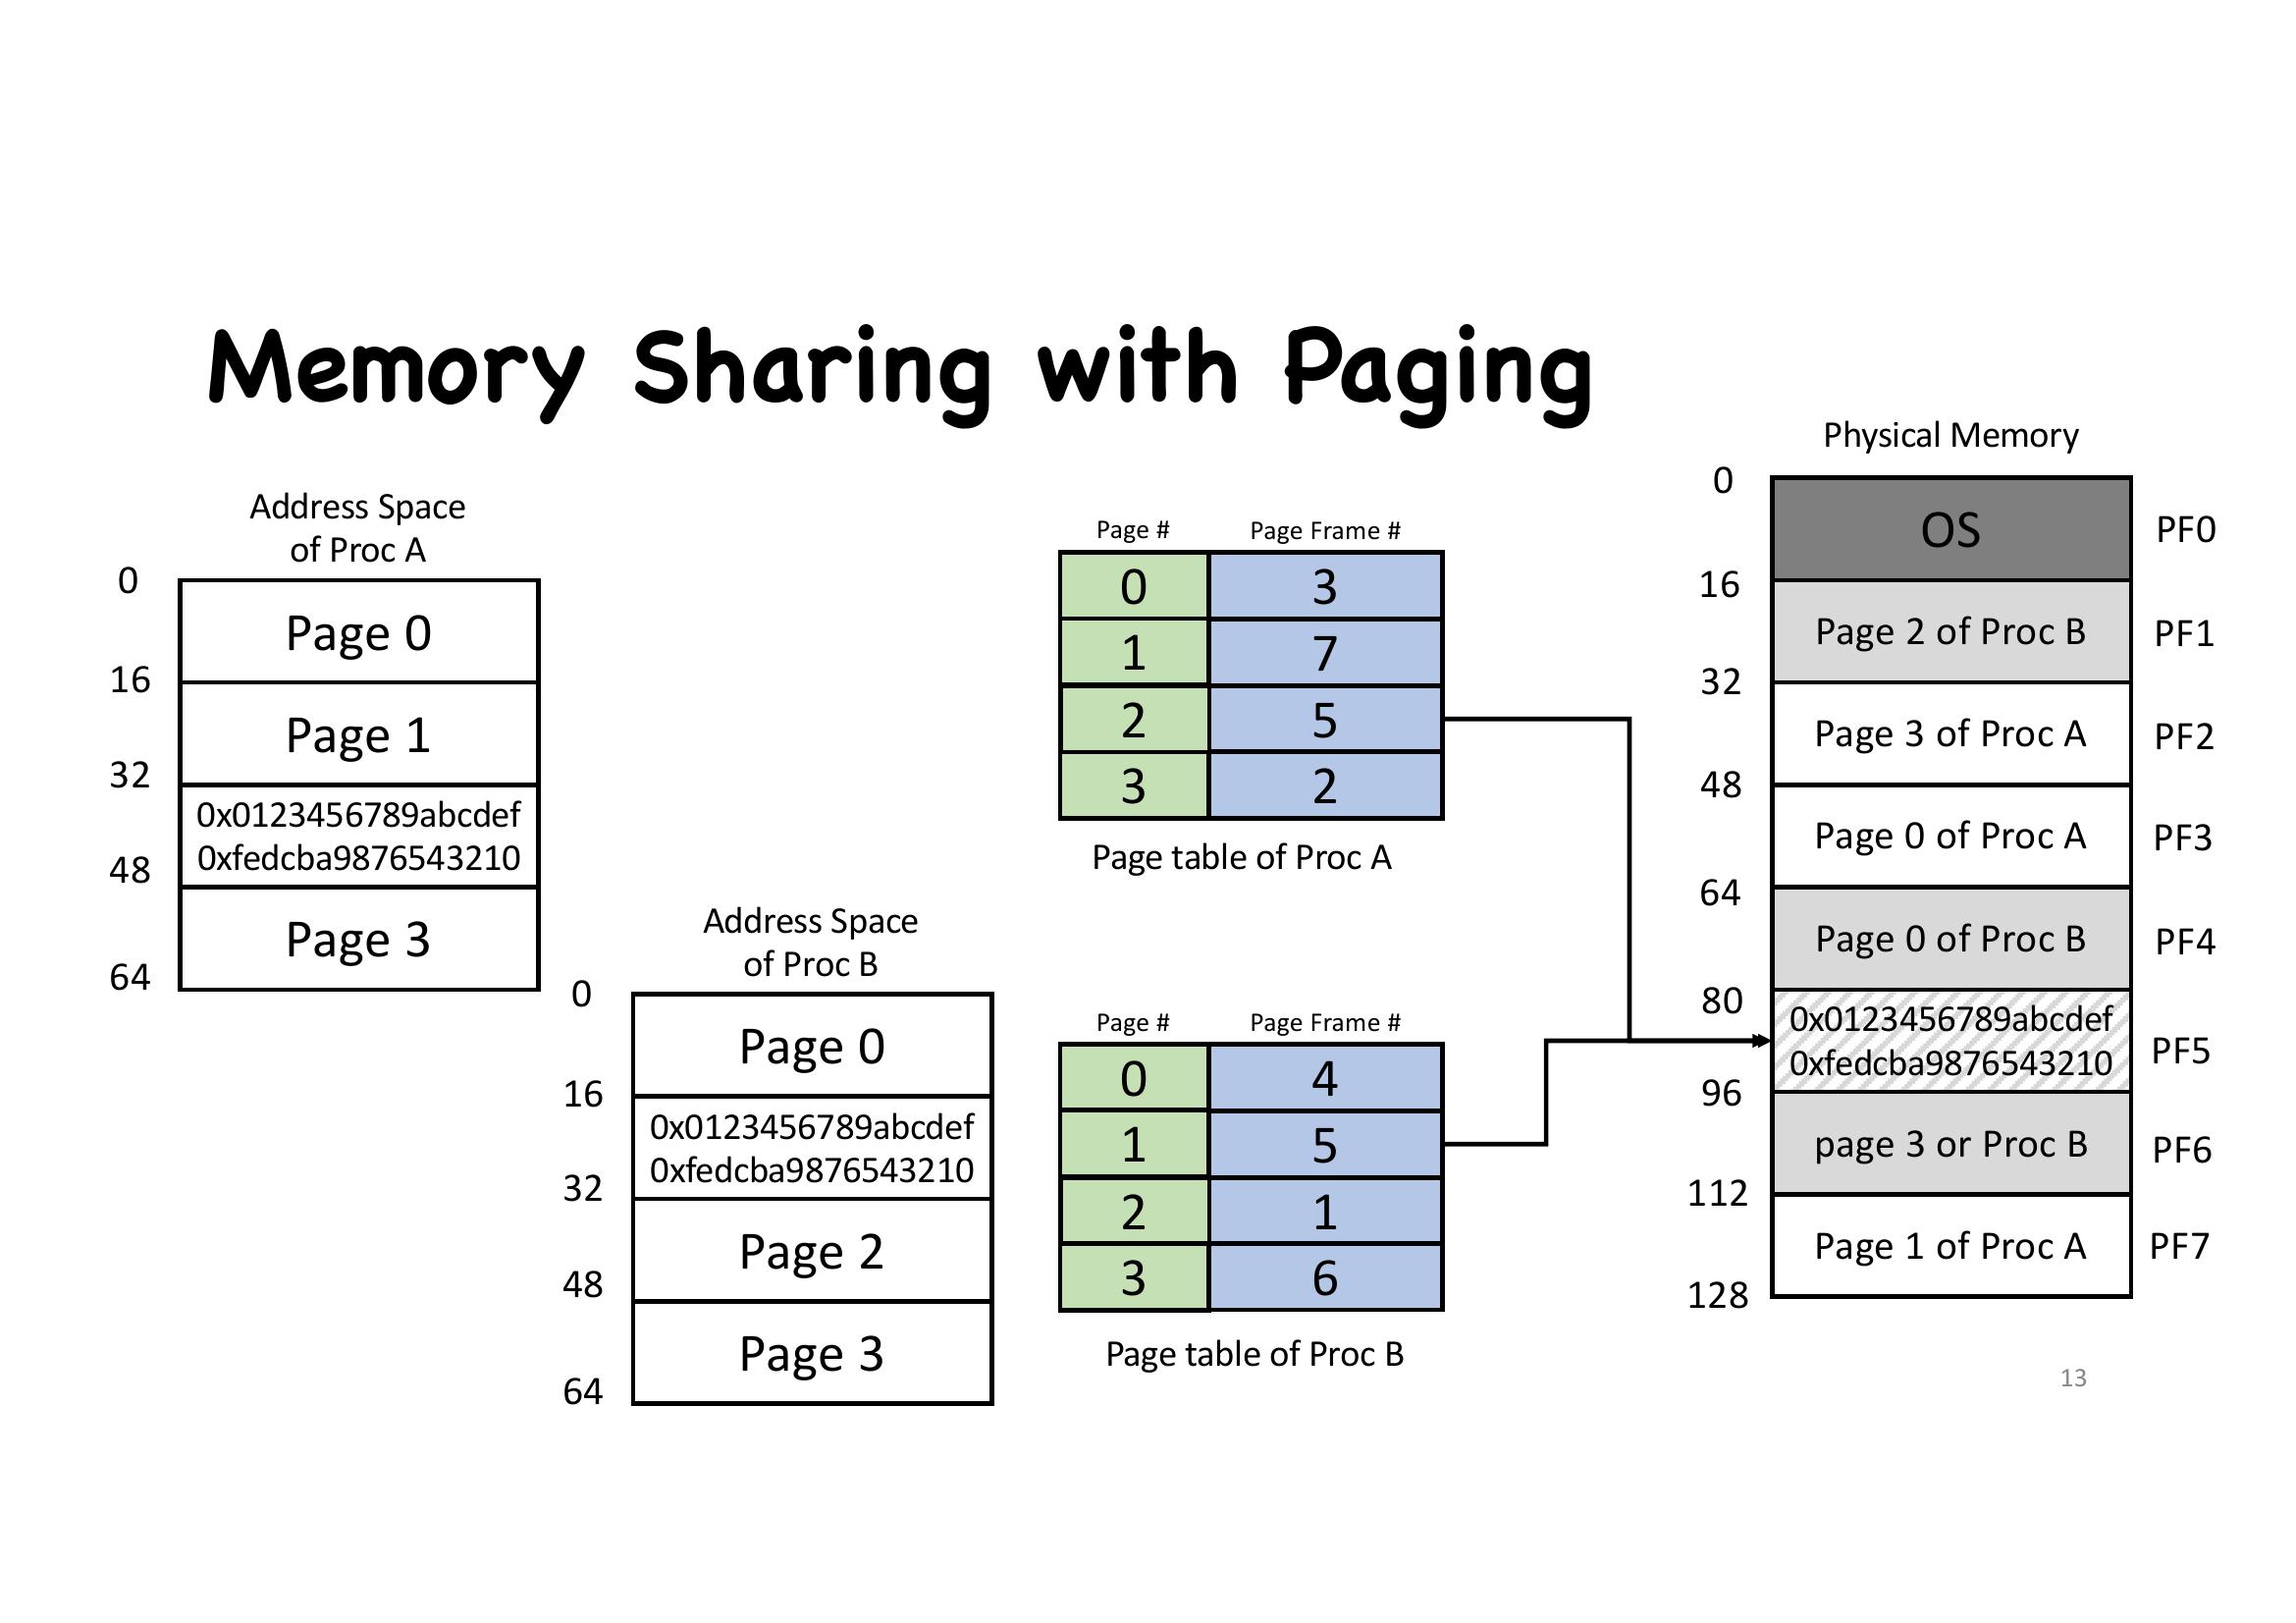 Memory Sharing with Paging
Address Space
of Proc A
0
Page 0
16
Page 1
32
0x0123456789abcdef
0xfedcba9876543210
48
Page 3
64
Address Space
of Proc B
0
Page 0
16
0x0123456789abcdef
0xfedcba9876543210
32
Page 2
48
Page 3
64
Page # Page Frame #
0 3
1 7
2 5
3 2
Page table of Proc A
Page # Page Frame #
0 4
1 5
2 1
3 6
Page table of Proc B
Physical Memory
0
OS PF0
16
Page 2 of Proc B PF1
32
Page 3 of Proc A PF2
48
Page 0 of Proc A PF3
64
Page 0 of Proc B PF4
80
0x0123456789abcdef
0xfedcba9876543210 PF5
96
page 3 or Proc B PF6
112
Page 1 of Proc A PF7
128
13